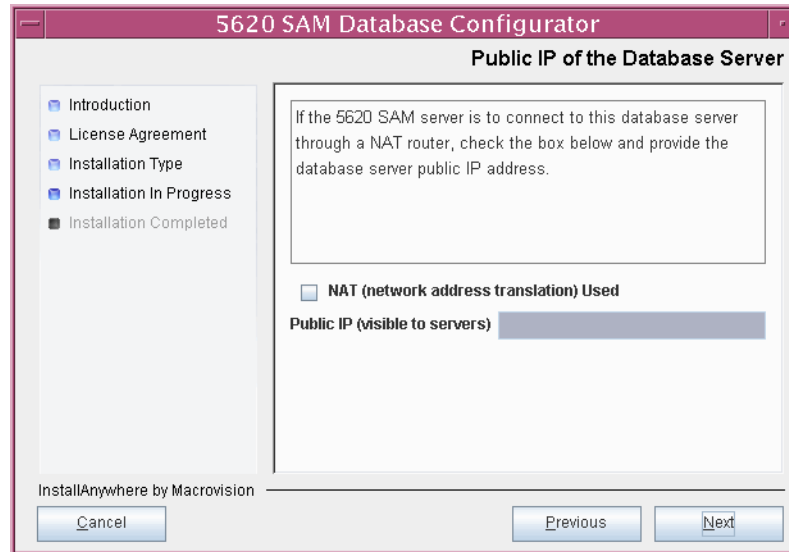 5620 SAM Database Configurator
Public IP of the Database Server
Introduction
License Agreement
Installation Type
Installation In Progress
Installation Completed
If the 5620 SAM server is to connect to this database server
through a NAT router, check the box below and provide the
database server public IP address.
NAT (network address translation) Used
Public IP (visible to servers)
InstallAnywhere by Macrovision
Cancel
Previous
Next